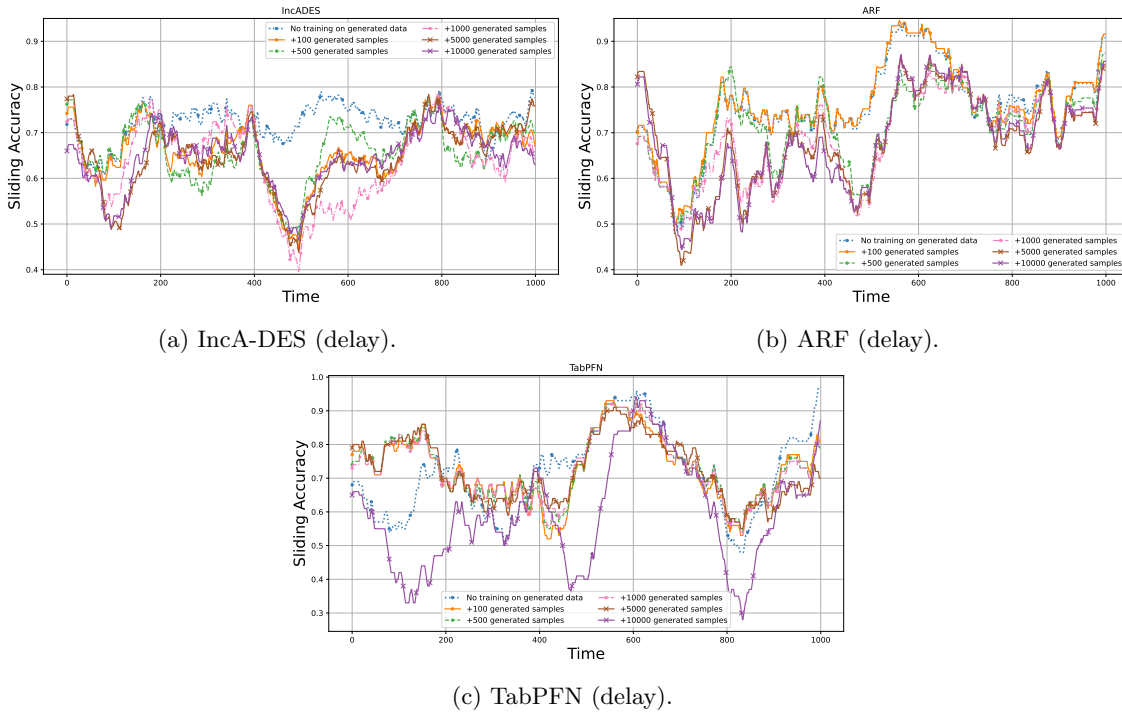 IncADES
Sliding Accuracy
0.9
0.8
0.7
0.6
0.5
0.4
No training on generated data
+100 generated samples
+500 generated samples
+1000 generated samples
+5000 generated samples
+10000 generated samples
0 200 400 600 800 1000
Time
(a) IncA-DES (delay).
ARF
Sliding Accuracy
0.9
0.8
0.7
0.6
0.5
0.4
No training on generated data
+100 generated samples
+500 generated samples
+1000 generated samples
+5000 generated samples
+10000 generated samples
0 200 400 600 800 1000
Time
(b) ARF (delay).
TabPFN
Sliding Accuracy
1.0
0.9
0.8
0.7
0.6
0.5
0.4
0.3
No training on generated data
+100 generated samples
+500 generated samples
+1000 generated samples
+5000 generated samples
+10000 generated samples
0 200 400 600 800 1000
Time
(c) TabPFN (delay).